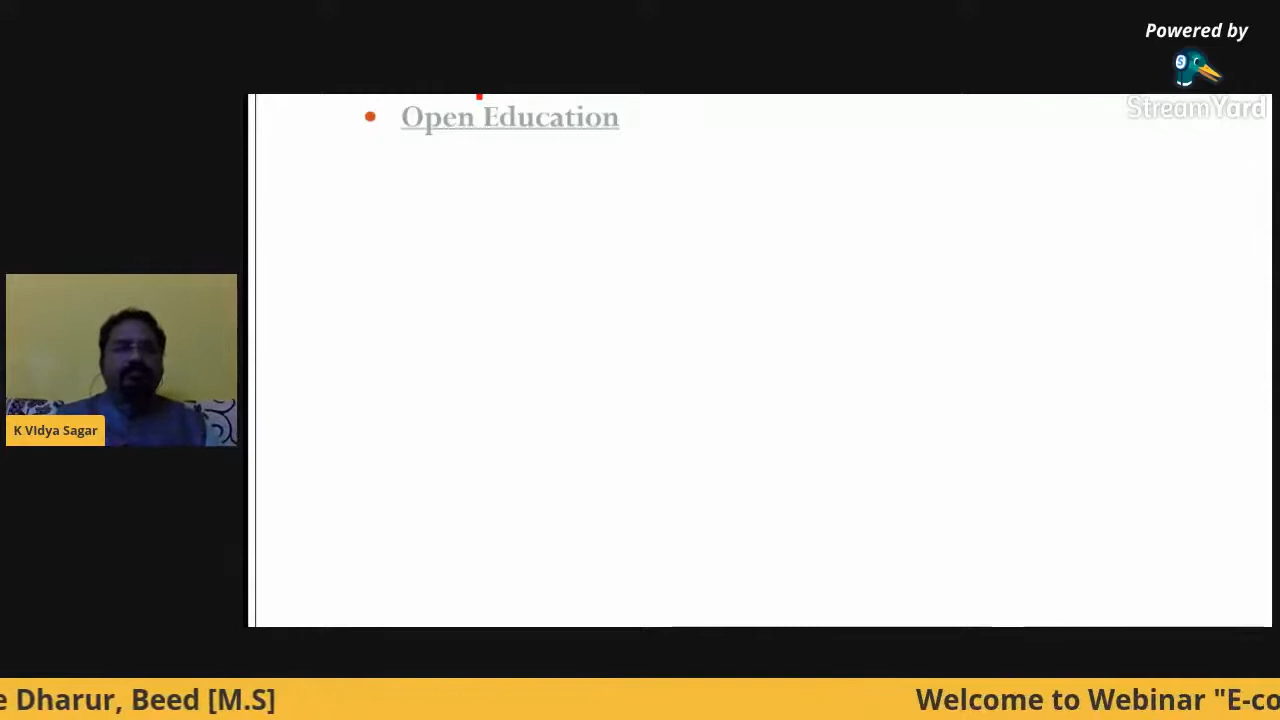 Powered by
StreamYard
• Open Education
K Vidya Sagar
e Dharur, Beed [M.S]
Welcome to Webinar "E-co